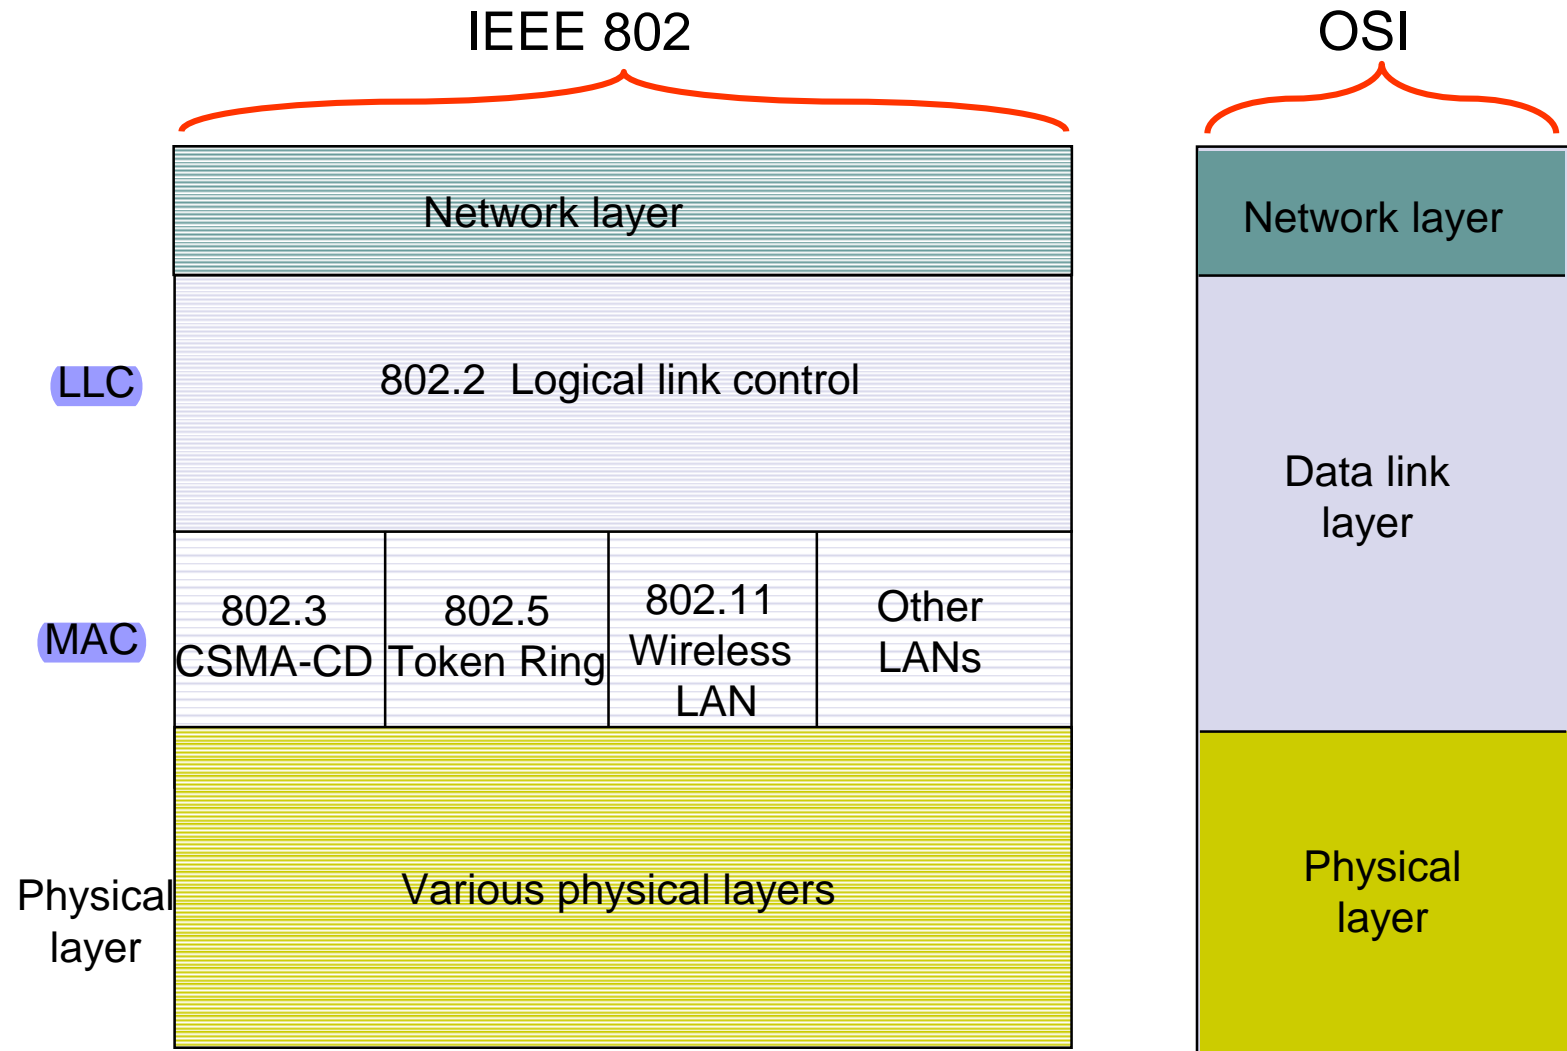 IEEE 802
OSI
Network layer
Network layer
LLC
802.2 Logical link control
Data link
layer
MAC
802.3
CSMA-CD
802.5
Token Ring
802.11
Wireless
LAN
Other
LANs
Physical
layer
Various physical layers
Physical
layer